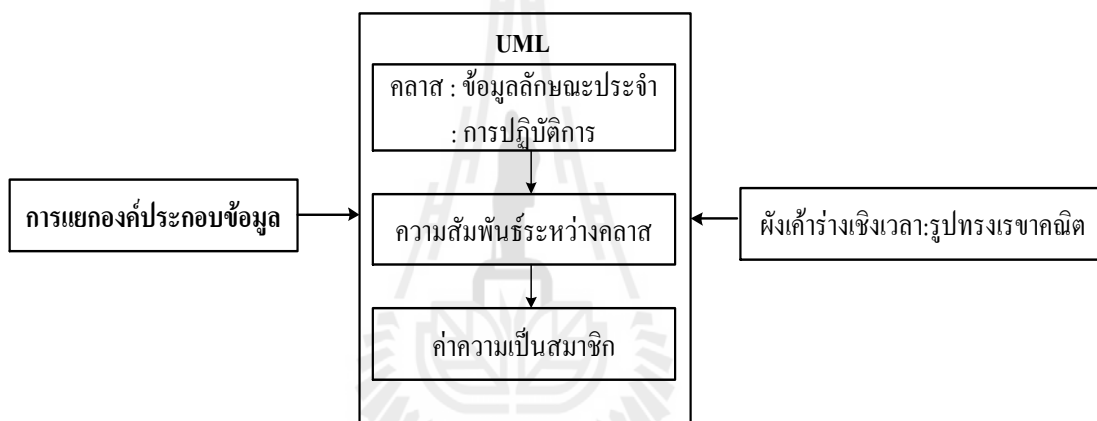 UML
คลาส : ข้อมูลลักษณะประจำ
: การปฏิบัติการ
การแยกองค์ประกอบข้อมูล
ความสัมพันธ์ระหว่างคลาส
ผังเค้าร่างเชิงเวลา:รูปทรงเรขาคณิต
ค่าความเป็นสมาชิก